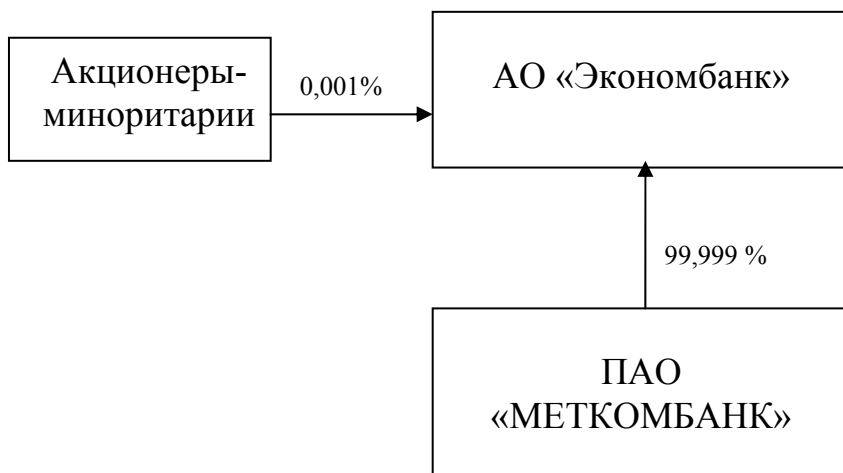 Акционеры-
миноритарии
0,001%
АО «Экономбанк»
99,999 %
ПАО
«МЕТКОМБАНК»